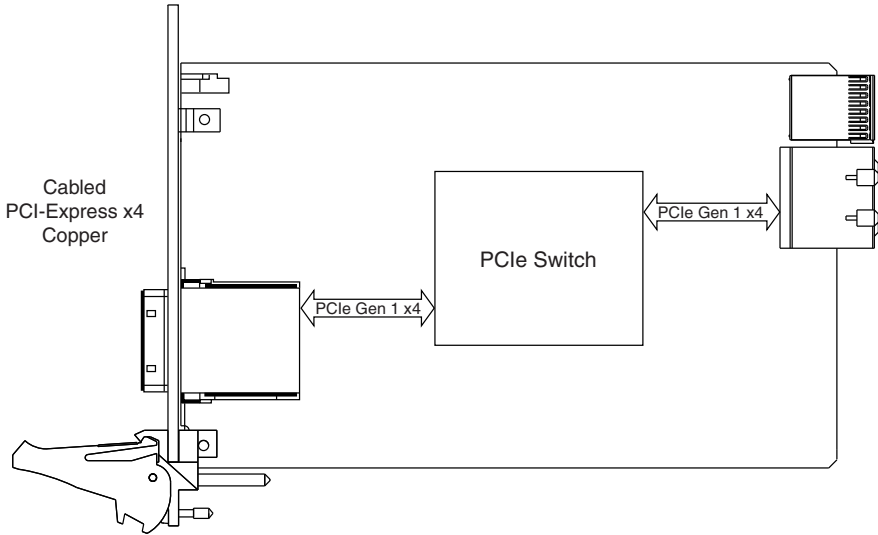 Cabled
PCI-Express x4
Copper
PCIe Gen 1 x4
PCIe Switch
PCIe Gen 1 x4